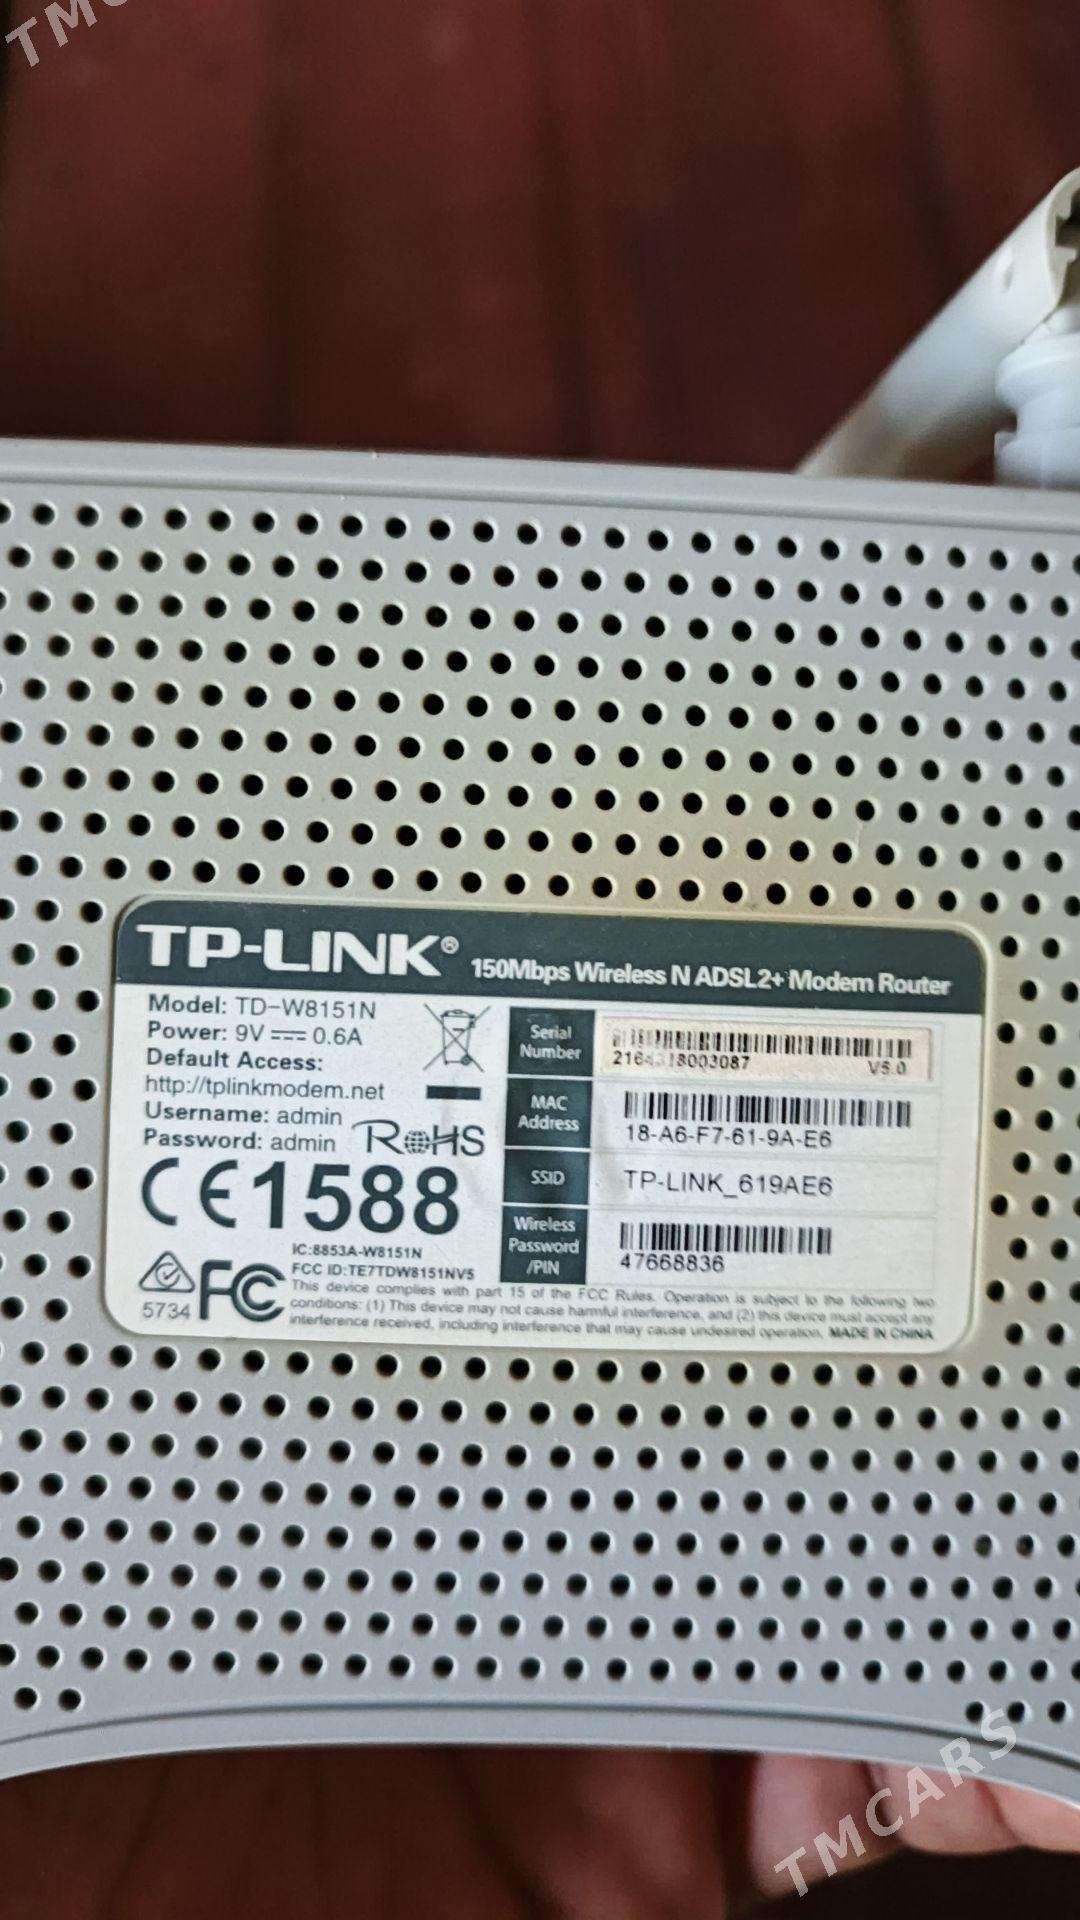 TP-LINK®
150Mbps Wireless N ADSL2+ Modem Router
Model: TD-W8151N
Power: 9V 0.6A
Default Access:
http://tplinkmodem.net
Username: admin
Password: admin
RoHS
CE1588
IC:8853A-W8151N
FCC ID:TE7TDW8151NV5
5734
FC
Serial Number
V5.0
MAC Address
18-A6-F7-61-9A-E6
SSID
TP-LINK_619AE6
Wireless Password /PIN
47668836
This device complies with part 15 of the FCC Rules. Operation is subject to the following two
conditions: (1) This device may not cause harmful interference, and (2) this device must accept any
interference received, including interference that may cause undesired operation. MADE IN CHINA
TMCARS